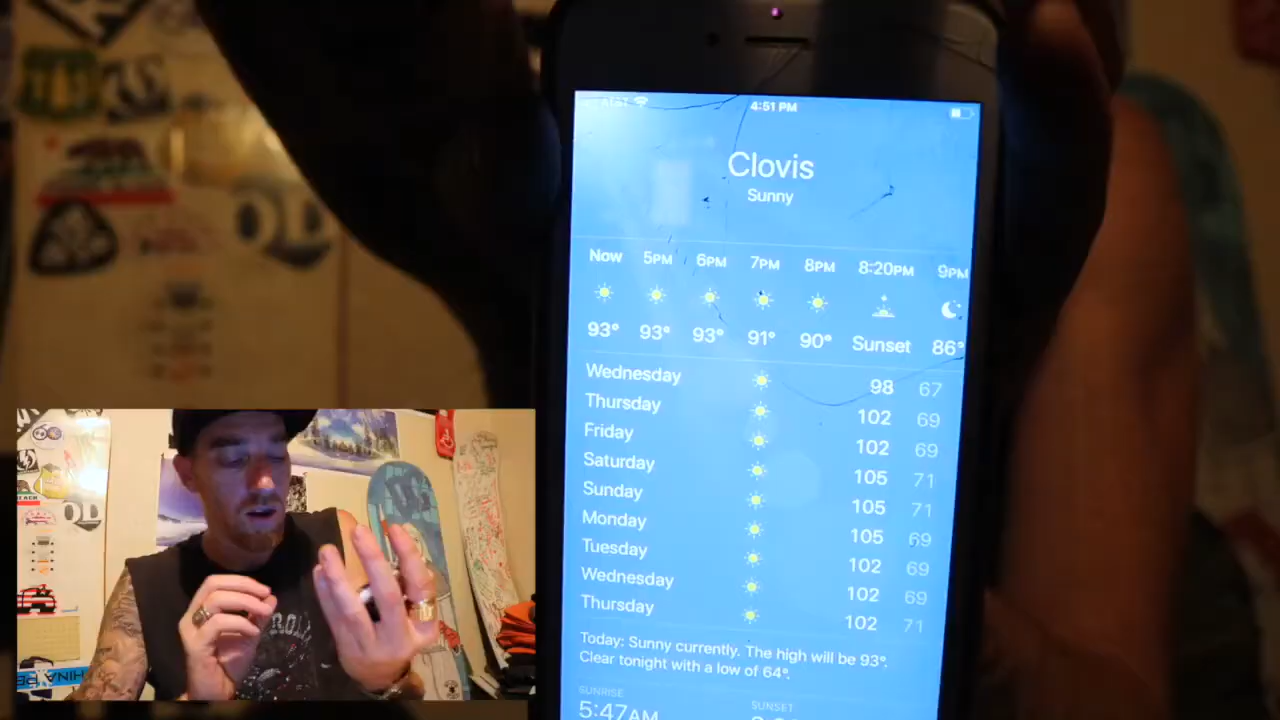 AT&T 4:51 PM
Clovis
Sunny
Now 5PM 6PM 7PM 8PM 8:20PM 9PM
93° 93° 93° 91° 90° Sunset 86°
Wednesday 98 67
Thursday 102 69
Friday 102 69
Saturday 105 71
Sunday 105 71
Monday 105 69
Tuesday 102 69
Wednesday 102 69
Thursday 102 71
Today: Sunny currently. The high will be 93°.
Clear tonight with a low of 64°.
SUNRISE SUNSET
5:47AM